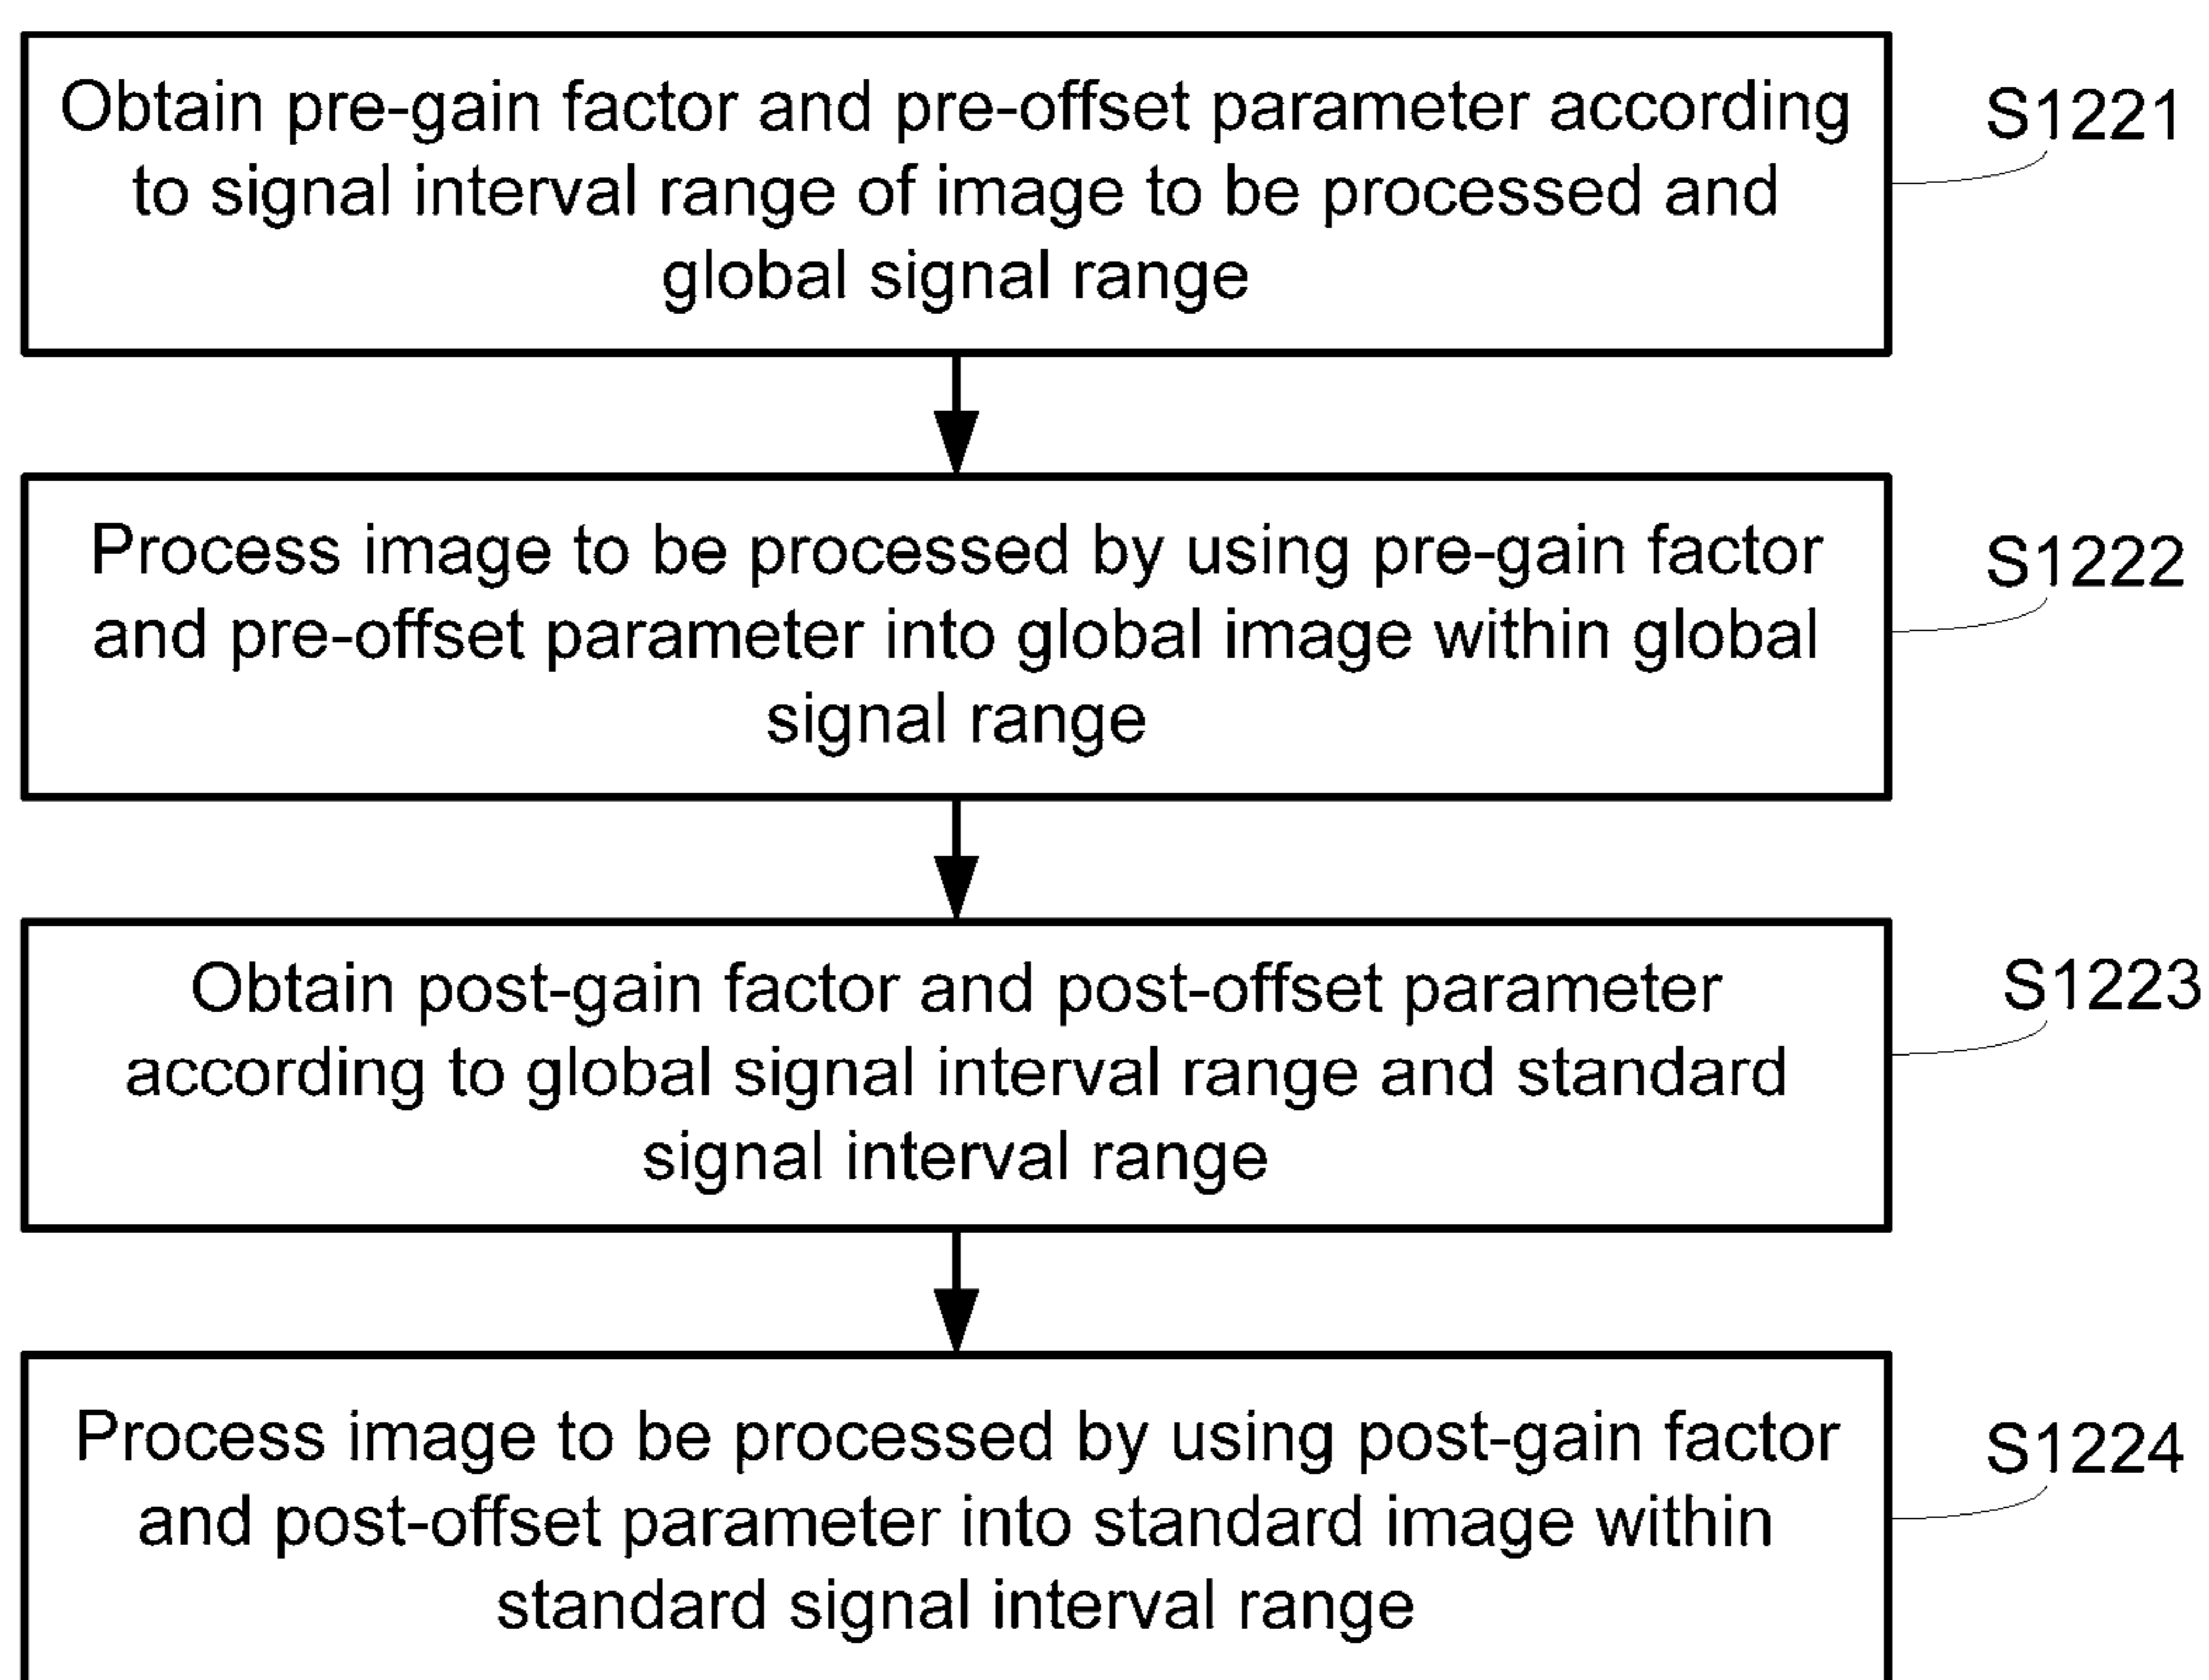 Obtain pre-gain factor and pre-offset parameter according
to signal interval range of image to be processed and
global signal range
S1221
Process image to be processed by using pre-gain factor
and pre-offset parameter into global image within global
signal range
S1222
Obtain post-gain factor and post-offset parameter
according to global signal interval range and standard
signal interval range
S1223
Process image to be processed by using post-gain factor
and post-offset parameter into standard image within
standard signal interval range
S1224